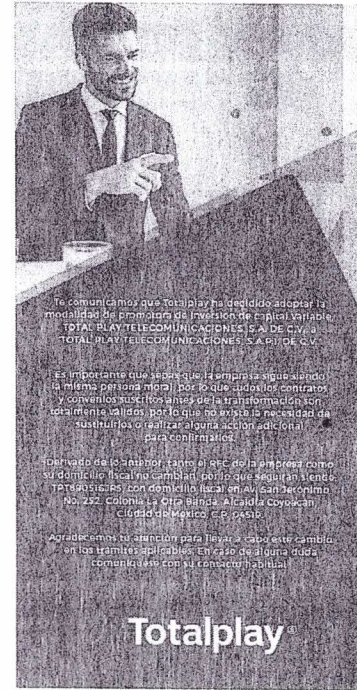 Te comunicamos que Totalplay ha decidido adoptar la
modalidad de promotora de inversión de capital variable
TOTAL PLAY TELECOMUNICACIONES, S.A. DE C.V., a
TOTAL PLAY TELECOMUNICACIONES, S.A.P.I. DE C.V.
Es importante que sepas que la empresa sigue siendo
la misma persona moral, por lo que todos los contratos
y convenios suscritos antes de la transformación son
totalmente válidos, por lo que no existe la necesidad de
sustituirlos o realizar alguna acción adicional
para confirmarlos.
Derivado de lo anterior, tanto el RFC de la empresa como
su domicilio fiscal no cambian, por lo que seguirán siendo
con domicilio fiscal en Av. San Jerónimo
No. 252, Colonia La Otra Banda, Alcaldía Coyoacán
Ciudad de México, C.P. 04519.
Agradecemos tu atención para llevar a cabo este cambio
en los trámites aplicables. En caso de alguna duda
comuníquese con su contacto habitual
Totalplay